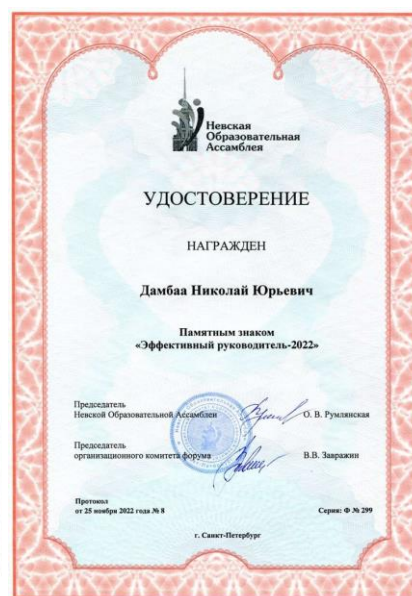 Невская
Образовательная
Ассамблея
УДОСТОВЕРЕНИЕ
НАГРАЖДЕН
Дамбаа Николай Юрьевич
Памятным знаком
«Эффективный руководитель-2022»
Председатель
Невской Образовательной Ассамблеи О. В. Румлянская
Председатель
организационного комитета форума В.В. Завражин
Протокол
от 25 ноября 2022 года № 8 Серия: Ф № 299
г. Санкт-Петербург